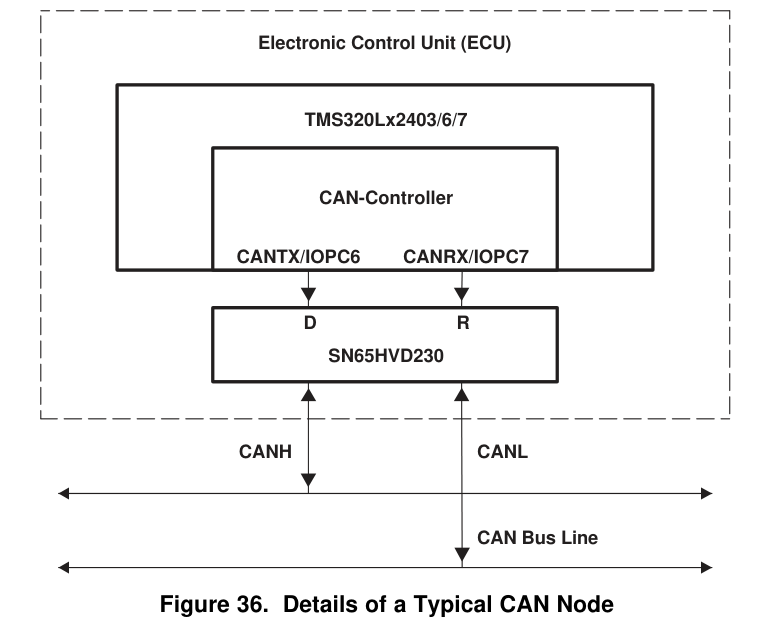 Electronic Control Unit (ECU)
TMS320Lx2403/6/7
CAN-Controller
CANTX/IOPC6 CANRX/IOPC7
D R
SN65HVD230
CANH CANL
CAN Bus Line
Figure 36. Details of a Typical CAN Node